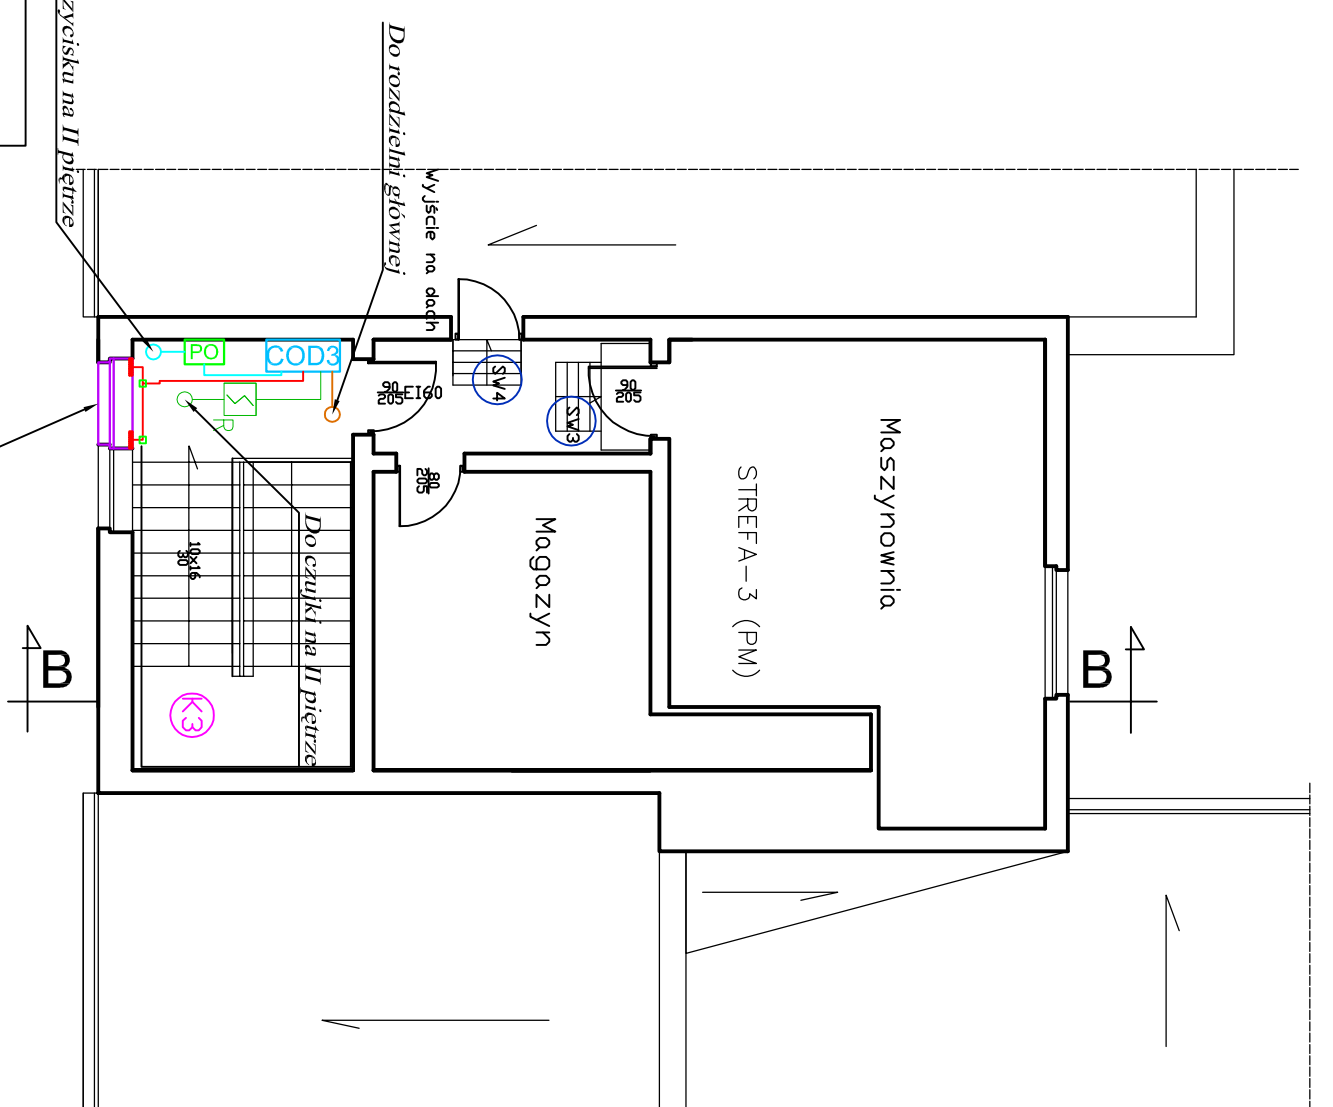 zycisku na II piętrze
Do rozdzielni głównej
Wyjście na dach
PO
COD3
R
90
205
EI60
SW4
SW3
90
205
80
205
Maszynownia
STREFA-3 (PM)
Magazyn
10x16
30
Do czujki na II piętrze
K3
B
B